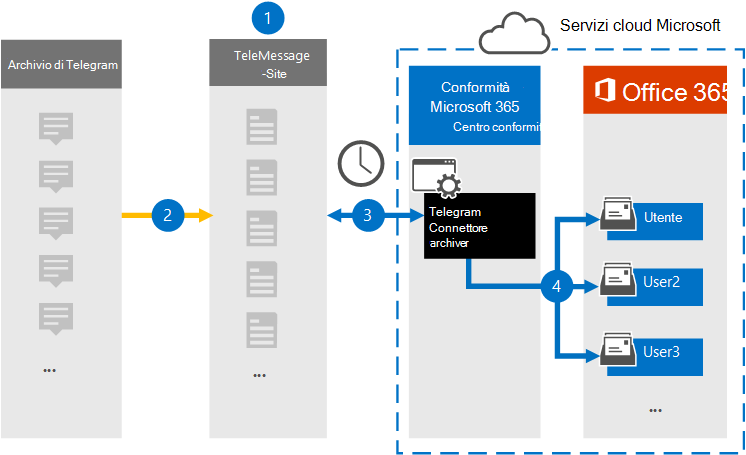 1
Servizi cloud Microsoft
Archivio di Telegram
TeleMessage
-Site
Conformità
Microsoft 365
Centro conformit
Office 365
2
3
Telegram
Connettore
archiver
4
Utente
User2
User3
...
...
...